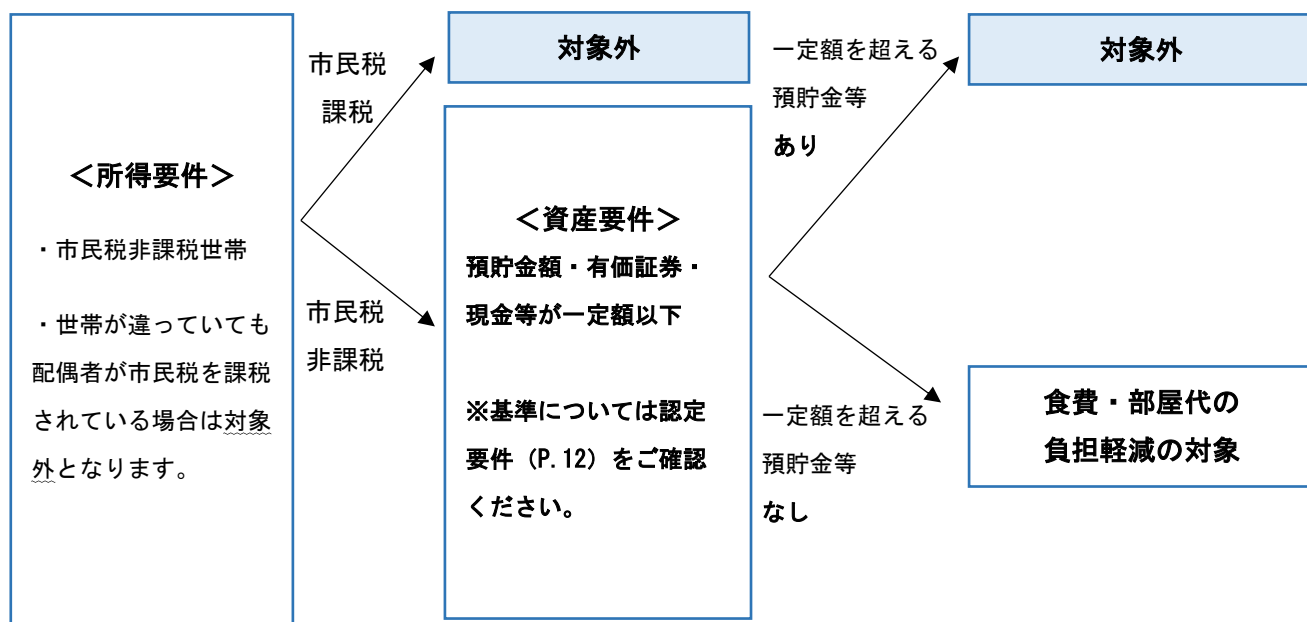 ＜所得要件＞
・市民税非課税世帯
・世帯が違っていても
配偶者が市民税を課税
されている場合は対象
外となります。
市民税
課税
市民税
非課税
対象外
＜資産要件＞
預貯金額・有価証券・
現金等が一定額以下
※基準については認定
要件（P.12）をご確認
ください。
一定額を超える
預貯金等
あり
一定額を超える
預貯金等
なし
対象外
食費・部屋代の
負担軽減の対象